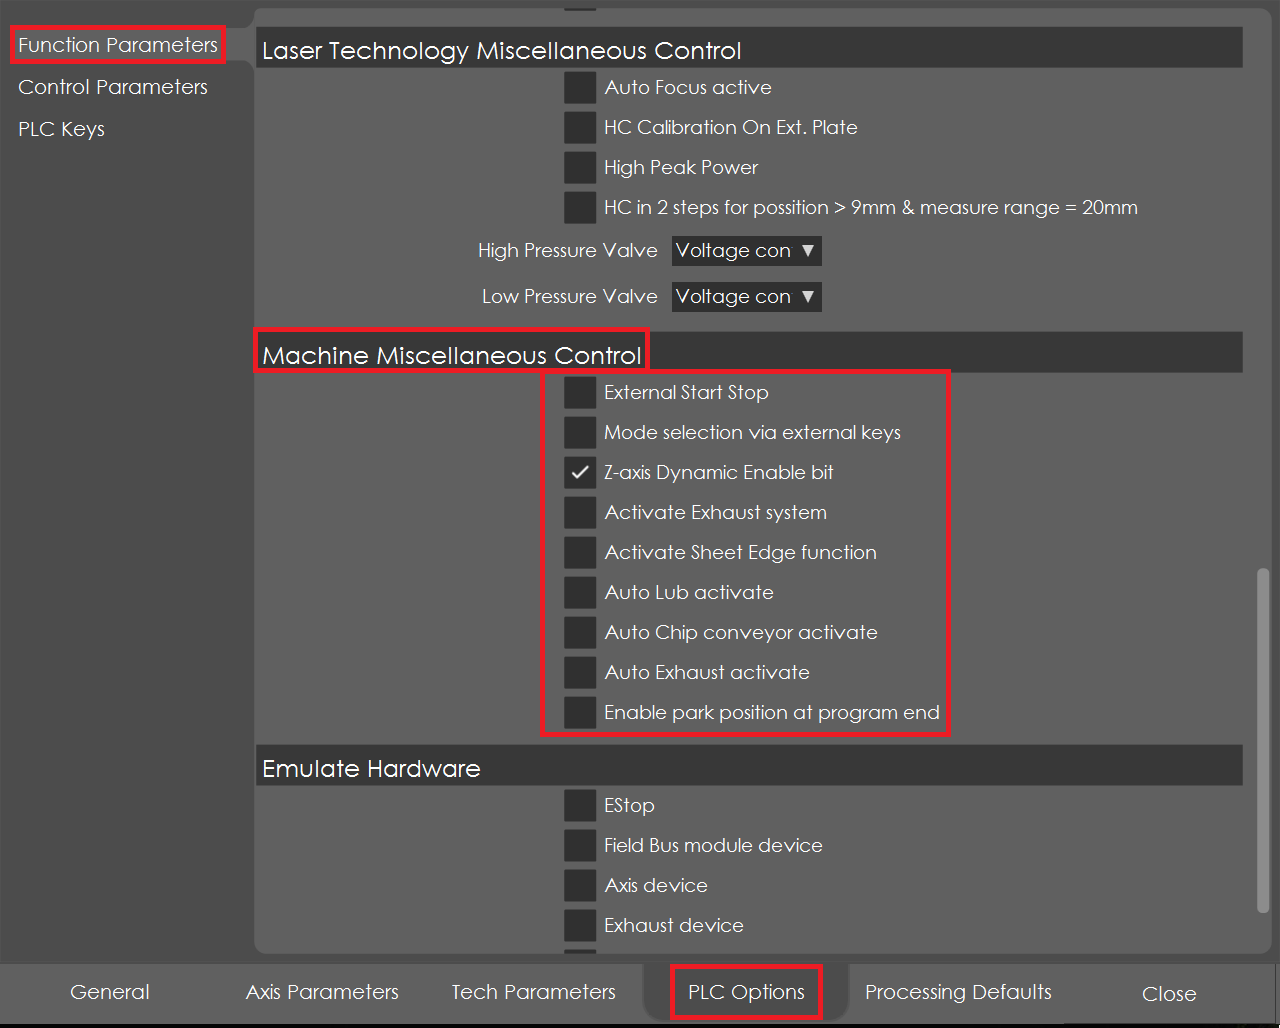 Function Parameters
Control Parameters
PLC Keys
Laser Technology Miscellaneous Control
Auto Focus active
HC Calibration On Ext. Plate
High Peak Power
HC in 2 steps for possition > 9mm & measure range = 20mm
High Pressure Valve Voltage con ▼
Low Pressure Valve Voltage con ▼
Machine Miscellaneous Control
External Start Stop
Mode selection via external keys
Z-axis Dynamic Enable bit
Activate Exhaust system
Activate Sheet Edge function
Auto Lub activate
Auto Chip conveyor activate
Auto Exhaust activate
Enable park position at program end
Emulate Hardware
EStop
Field Bus module device
Axis device
Exhaust device
General Axis Parameters Tech Parameters PLC Options Processing Defaults Close